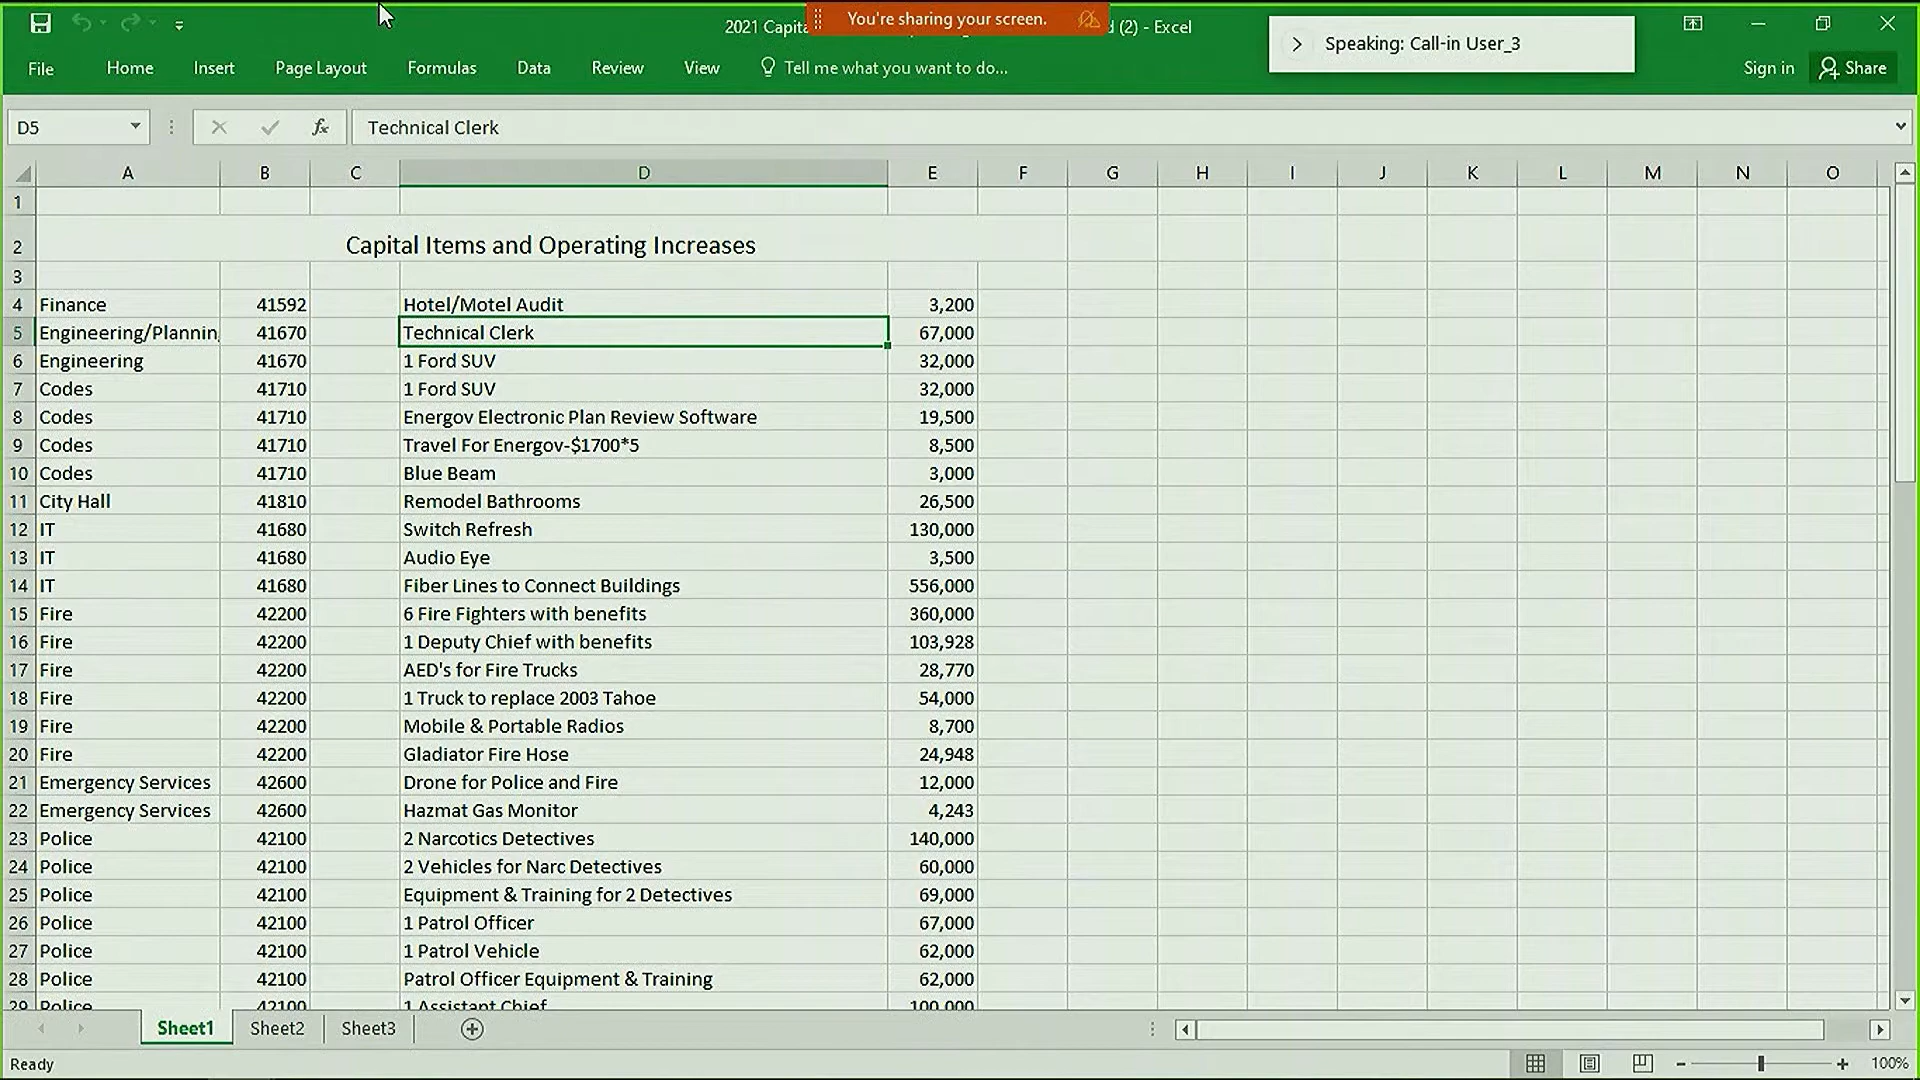 2021 Capita
You're sharing your screen.
d (2) - Excel
Speaking: Call-in User_3
File Home Insert Page Layout Formulas Data Review View Tell me what you want to do... Sign in Share
D5 fx Technical Clerk
A B C D E F G H I J K L M N O
1
2 Capital Items and Operating Increases
3
4 Finance 41592 Hotel/Motel Audit 3,200
5 Engineering/Plannin 41670 Technical Clerk 67,000
6 Engineering 41670 1 Ford SUV 32,000
7 Codes 41710 1 Ford SUV 32,000
8 Codes 41710 Energov Electronic Plan Review Software 19,500
9 Codes 41710 Travel For Energov-$1700*5 8,500
10 Codes 41710 Blue Beam 3,000
11 City Hall 41810 Remodel Bathrooms 26,500
12 IT 41680 Switch Refresh 130,000
13 IT 41680 Audio Eye 3,500
14 IT 41680 Fiber Lines to Connect Buildings 556,000
15 Fire 42200 6 Fire Fighters with benefits 360,000
16 Fire 42200 1 Deputy Chief with benefits 103,928
17 Fire 42200 AED's for Fire Trucks 28,770
18 Fire 42200 1 Truck to replace 2003 Tahoe 54,000
19 Fire 42200 Mobile & Portable Radios 8,700
20 Fire 42200 Gladiator Fire Hose 24,948
21 Emergency Services 42600 Drone for Police and Fire 12,000
22 Emergency Services 42600 Hazmat Gas Monitor 4,243
23 Police 42100 2 Narcotics Detectives 140,000
24 Police 42100 2 Vehicles for Narc Detectives 60,000
25 Police 42100 Equipment & Training for 2 Detectives 69,000
26 Police 42100 1 Patrol Officer 67,000
27 Police 42100 1 Patrol Vehicle 62,000
28 Police 42100 Patrol Officer Equipment & Training 62,000
29 Police 42100 1 Assistant Chief 100,000
Sheet1 Sheet2 Sheet3
Ready 100%